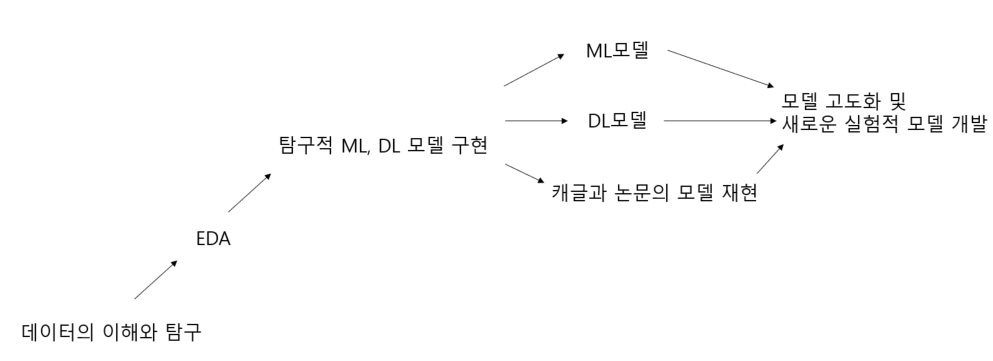 ML모델
모델 고도화 및
새로운 실험적 모델 개발
DL모델
탐구적 ML, DL 모델 구현
캐글과 논문의 모델 재현
EDA
데이터의 이해와 탐구